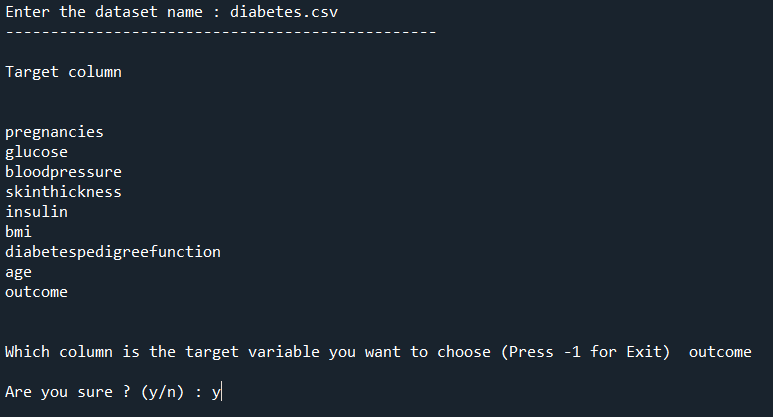 Enter the dataset name : diabetes.csv
------------------------------------------------
Target column
pregnancies
glucose
bloodpressure
skinthickness
insulin
bmi
diabetespedigreefunction
age
outcome
Which column is the target variable you want to choose (Press -1 for Exit)  outcome
Are you sure ? (y/n) : y